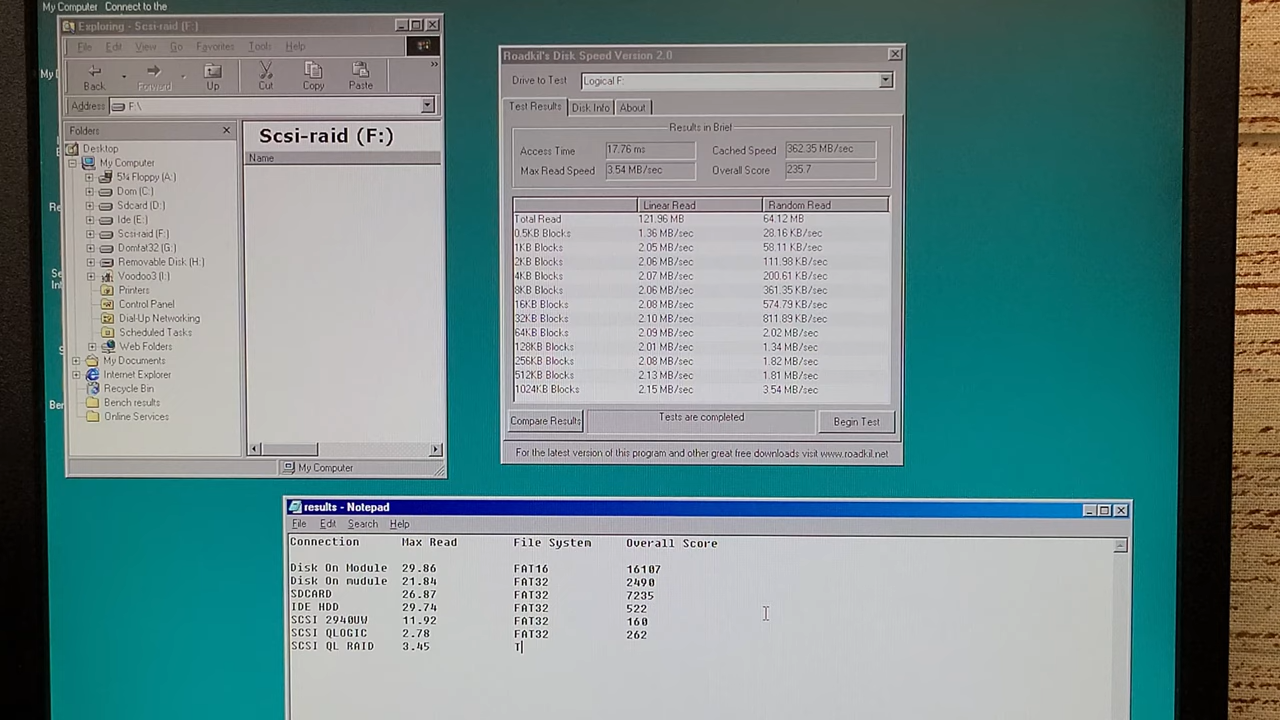 My Computer Connect to the
Exploring - Scsi-raid (F:)
File Edit View Go Favorites Tools Help
Back Forward Up Cut Copy Paste
Address F:\
Folders
Desktop
My Computer
5¼ Floppy (A:)
Dom (C:)
Sdcard (D:)
Ide (E:)
Scsi-raid (F:)
Domfat32 (G:)
Removable Disk (H:)
Voodoo3 (I:)
Printers
Control Panel
Dial-Up Networking
Scheduled Tasks
Web Folders
My Documents
Internet Explorer
Recycle Bin
Bench results
Online Services
Scsi-raid (F:)
Name
My Computer
Roadkil's Disk Speed Version 2.0
Drive to Test Logical F:
Test Results Disk Info About
Results in Brief
Access Time 17.76 ms Cached Speed 362.35 MB/sec
Max Read Speed 3.54 MB/sec Overall Score 235.7
Linear Read Random Read
Total Read 121.96 MB 64.12 MB
0.5KB Blocks 1.36 MB/sec 28.16 KB/sec
1KB Blocks 2.05 MB/sec 58.11 KB/sec
2KB Blocks 2.06 MB/sec 111.98 KB/sec
4KB Blocks 2.07 MB/sec 200.61 KB/sec
8KB Blocks 2.06 MB/sec 361.35 KB/sec
16KB Blocks 2.08 MB/sec 574.79 KB/sec
32KB Blocks 2.10 MB/sec 811.89 KB/sec
64KB Blocks 2.09 MB/sec 2.02 MB/sec
128KB Blocks 2.01 MB/sec 1.34 MB/sec
256KB Blocks 2.08 MB/sec 1.82 MB/sec
512KB Blocks 2.13 MB/sec 1.81 MB/sec
1024KB Blocks 2.15 MB/sec 3.54 MB/sec
Compare Results Tests are completed Begin Test
For the latest version of this program and other great free downloads visit www.roadkil.net
results - Notepad
File Edit Search Help
Connection Max Read File System Overall Score
Disk On Module 29.86 FAT16 16107
Disk On mudule 21.84 FAT32 2490
SDCARD 26.87 FAT32 7235
IDE HDD 29.74 FAT32 522
SCSI 2940UW 11.92 FAT32 160
SCSI QLOGIC 2.78 FAT32 262
SCSI QL RAID 3.45 T